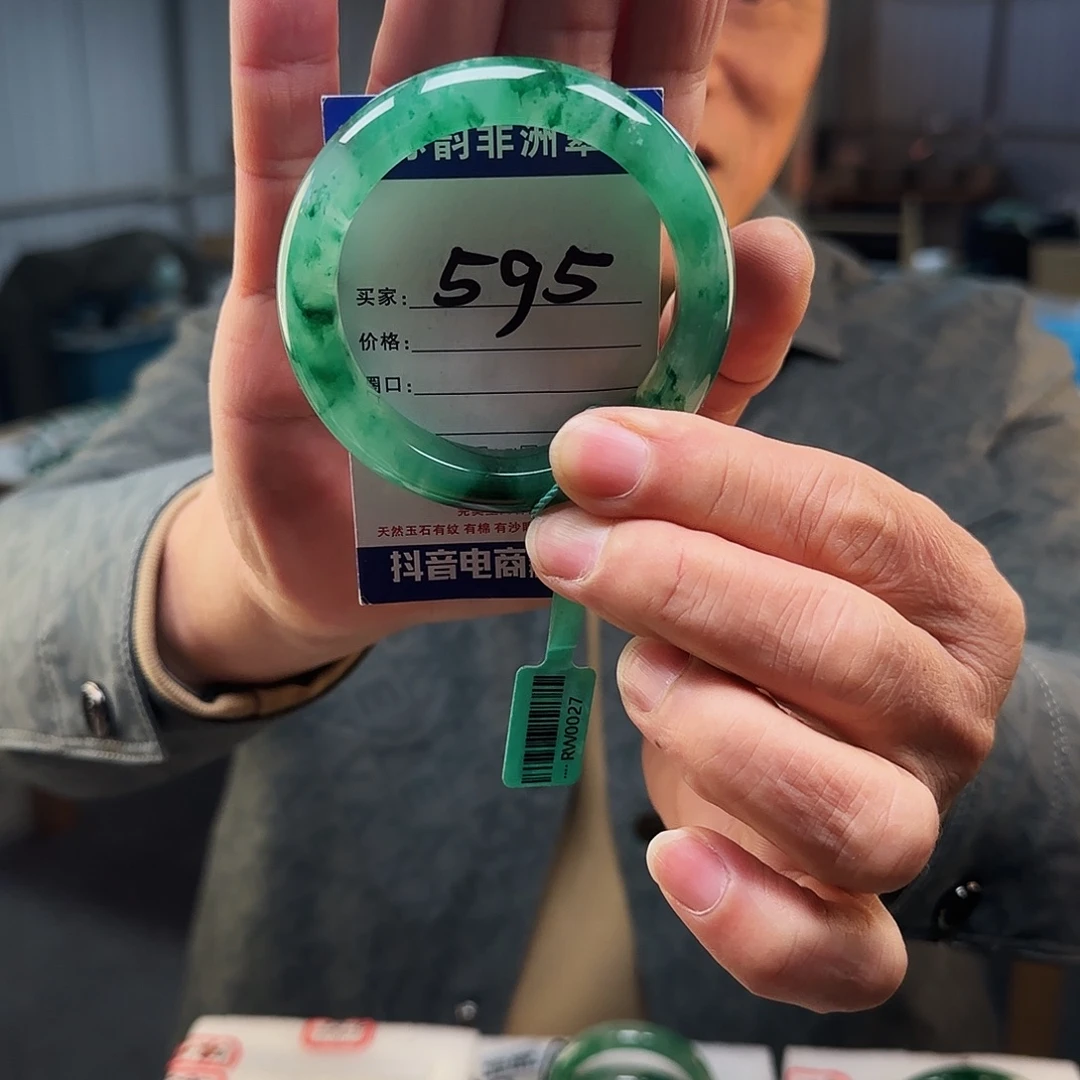 韵非洲翠
买家: 595
价格:
圈口:
天然玉石有纹 有棉 有沙
抖音电商
RW0027